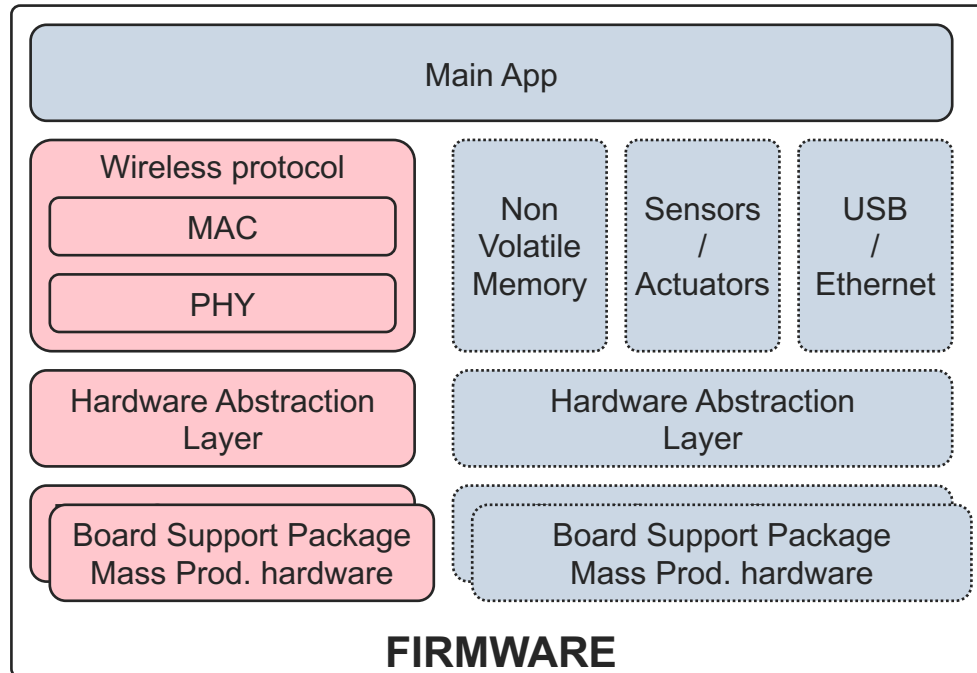 Main App
Wireless protocol
MAC
PHY
Non
Volatile
Memory
Sensors
/
Actuators
USB
/
Ethernet
Hardware Abstraction
Layer
Hardware Abstraction
Layer
Board Support Package
Mass Prod. hardware
Board Support Package
Mass Prod. hardware
FIRMWARE